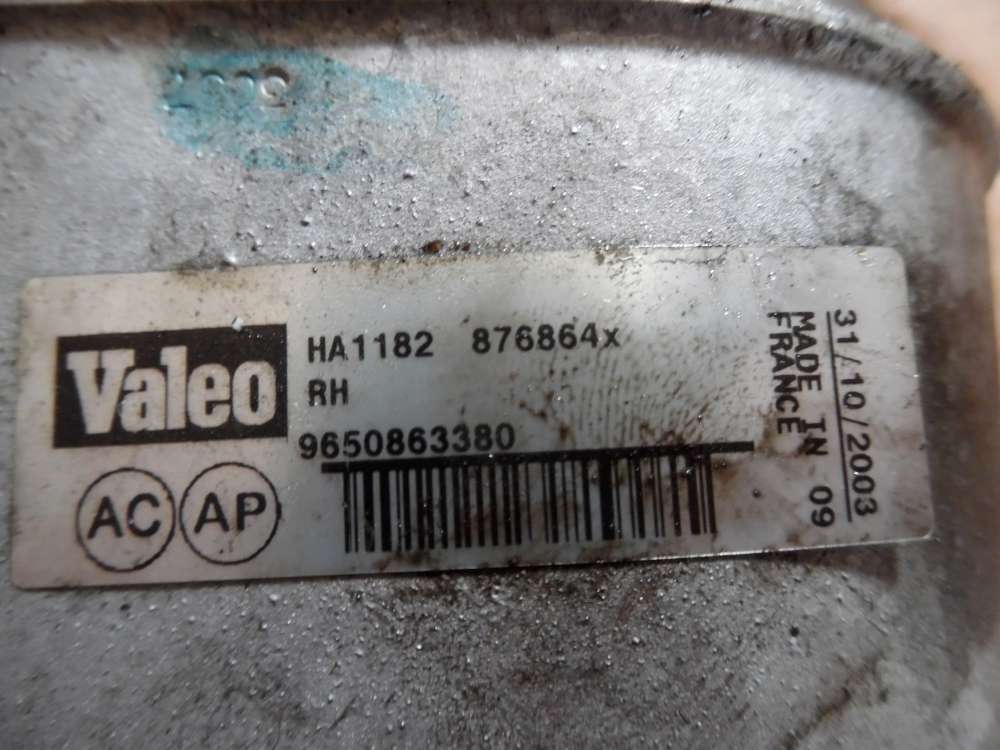 Valeo
HA1182 876864x
RH
9650863380
AC AP
31/10/2003
MADE IN 09
FRANCE